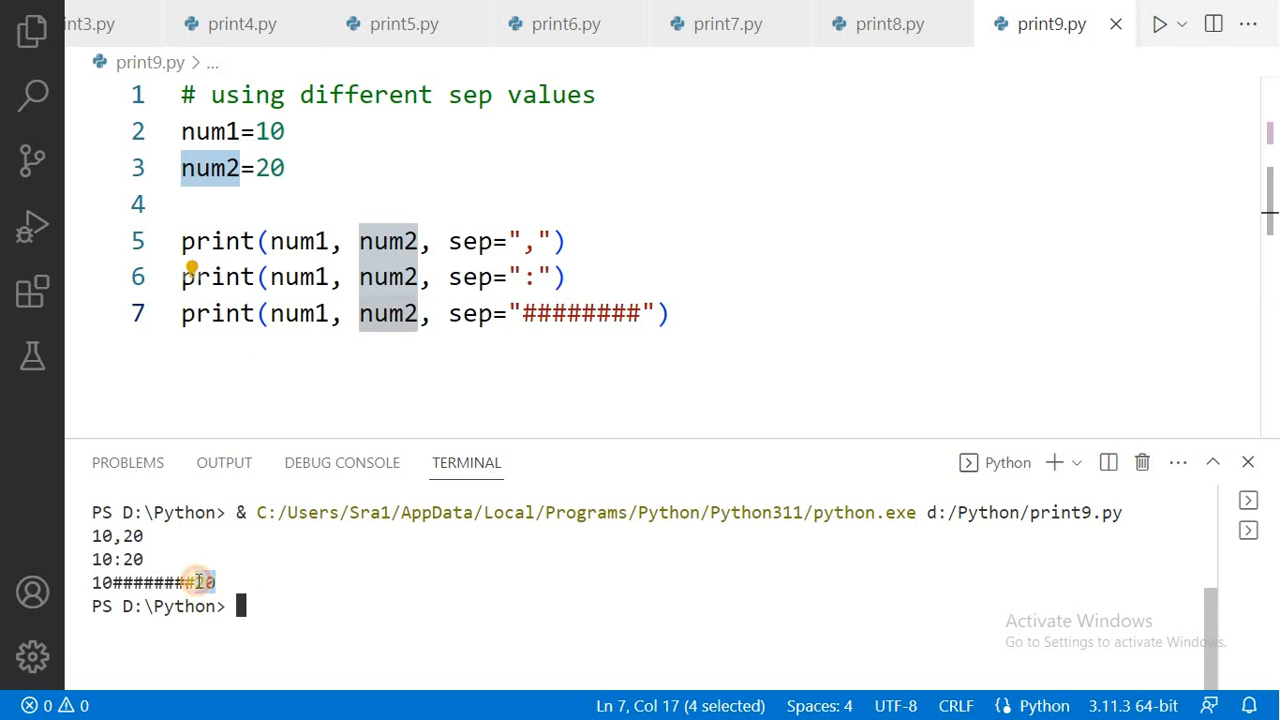 int3.py print4.py print5.py print6.py print7.py print8.py print9.py
print9.py > ...
1 # using different sep values
2 num1=10
3 num2=20
4
5 print(num1, num2, sep=",")
6 print(num1, num2, sep=":")
7 print(num1, num2, sep="########")
PROBLEMS OUTPUT DEBUG CONSOLE TERMINAL Python
PS D:\Python> & C:/Users/Sra1/AppData/Local/Programs/Python/Python311/python.exe d:/Python/print9.py
10,20
10:20
10########20
PS D:\Python>
Activate Windows
Go to Settings to activate Windows.
0 0 Ln 7, Col 17 (4 selected) Spaces: 4 UTF-8 CRLF Python 3.11.3 64-bit